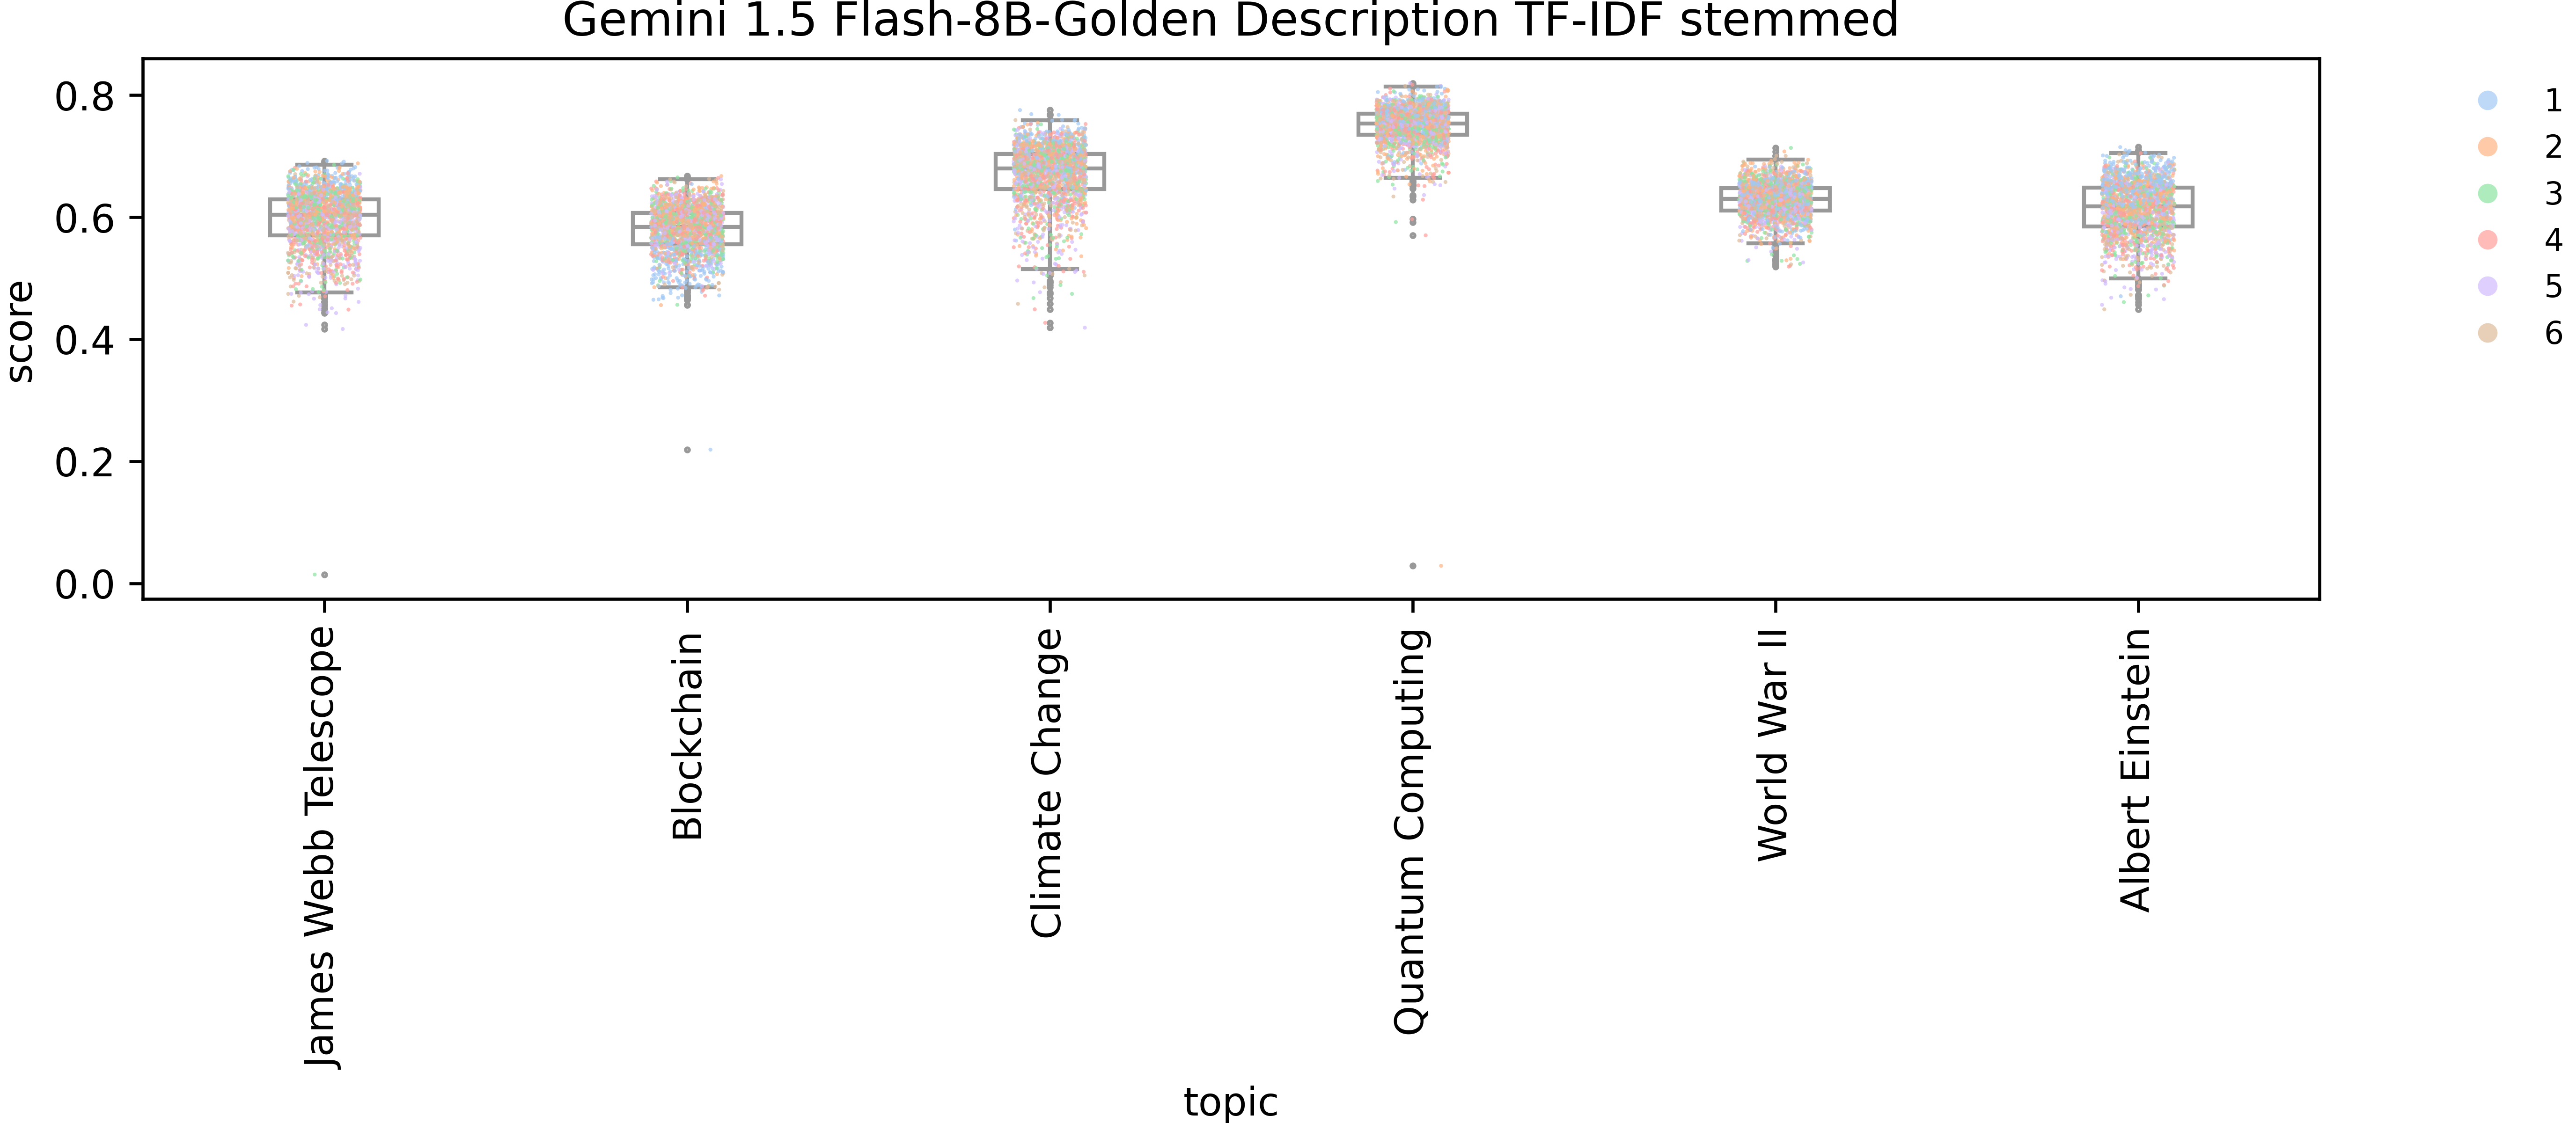 Gemini 1.5 Flash-8B-Golden Description TF-IDF stemmed
score
0.8
0.6
0.4
0.2
0.0
James Webb Telescope
Blockchain
Climate Change
Quantum Computing
World War II
Albert Einstein
topic
1
2
3
4
5
6